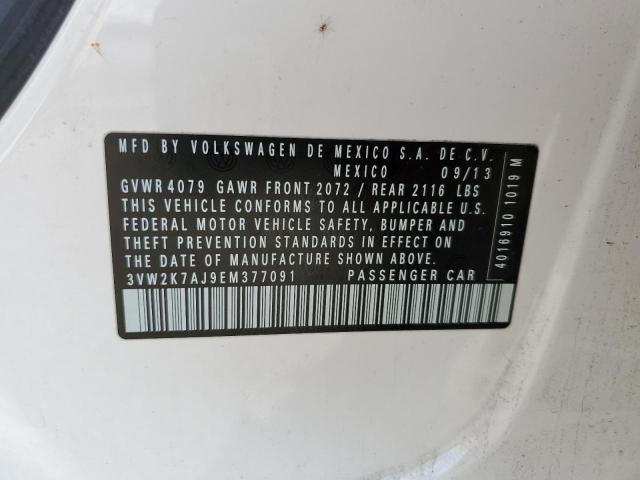 MFD BY VOLKSWAGEN DE MEXICO S.A. DE C.V.
MEXICO 09/13
GVWR 4079 GAWR FRONT 2072 / REAR 2116 LBS
THIS VEHICLE CONFORMS TO ALL APPLICABLE U.S.
FEDERAL MOTOR VEHICLE SAFETY, BUMPER AND
THEFT PREVENTION STANDARDS IN EFFECT ON
THE DATE OF MANUFACTURE SHOWN ABOVE.
3VW2K7AJ9EM377091 PASSENGER CAR
4016910 1019 M